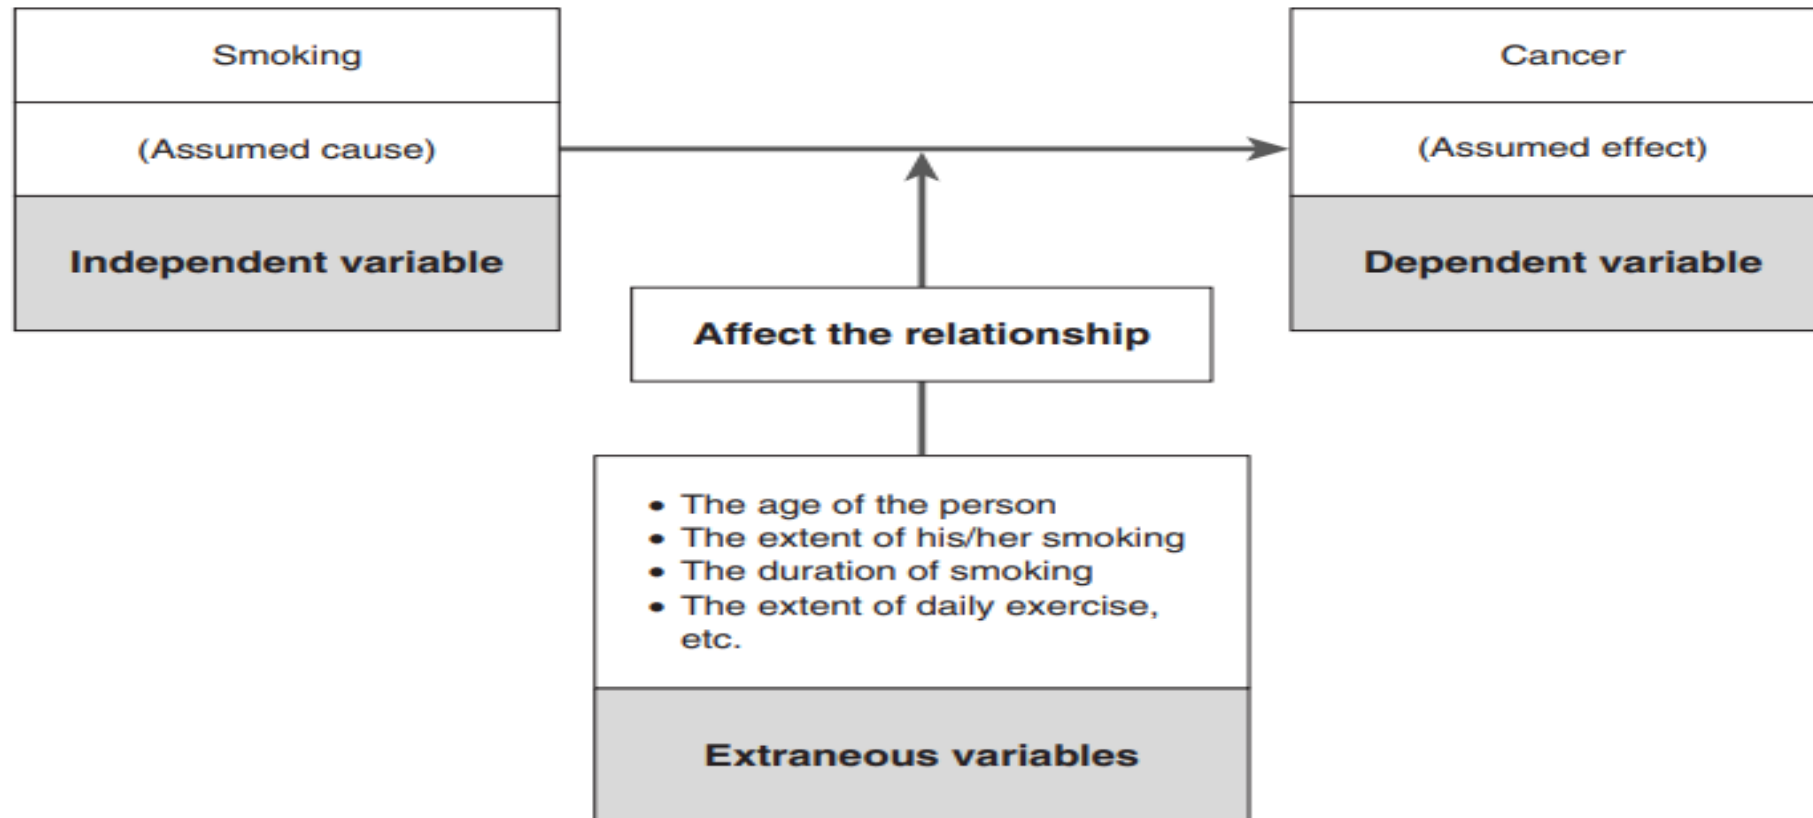 Smoking
(Assumed cause)
Independent variable
Cancer
(Assumed effect)
Dependent variable
Affect the relationship
• The age of the person
• The extent of his/her smoking
• The duration of smoking
• The extent of daily exercise,
etc.
Extraneous variables